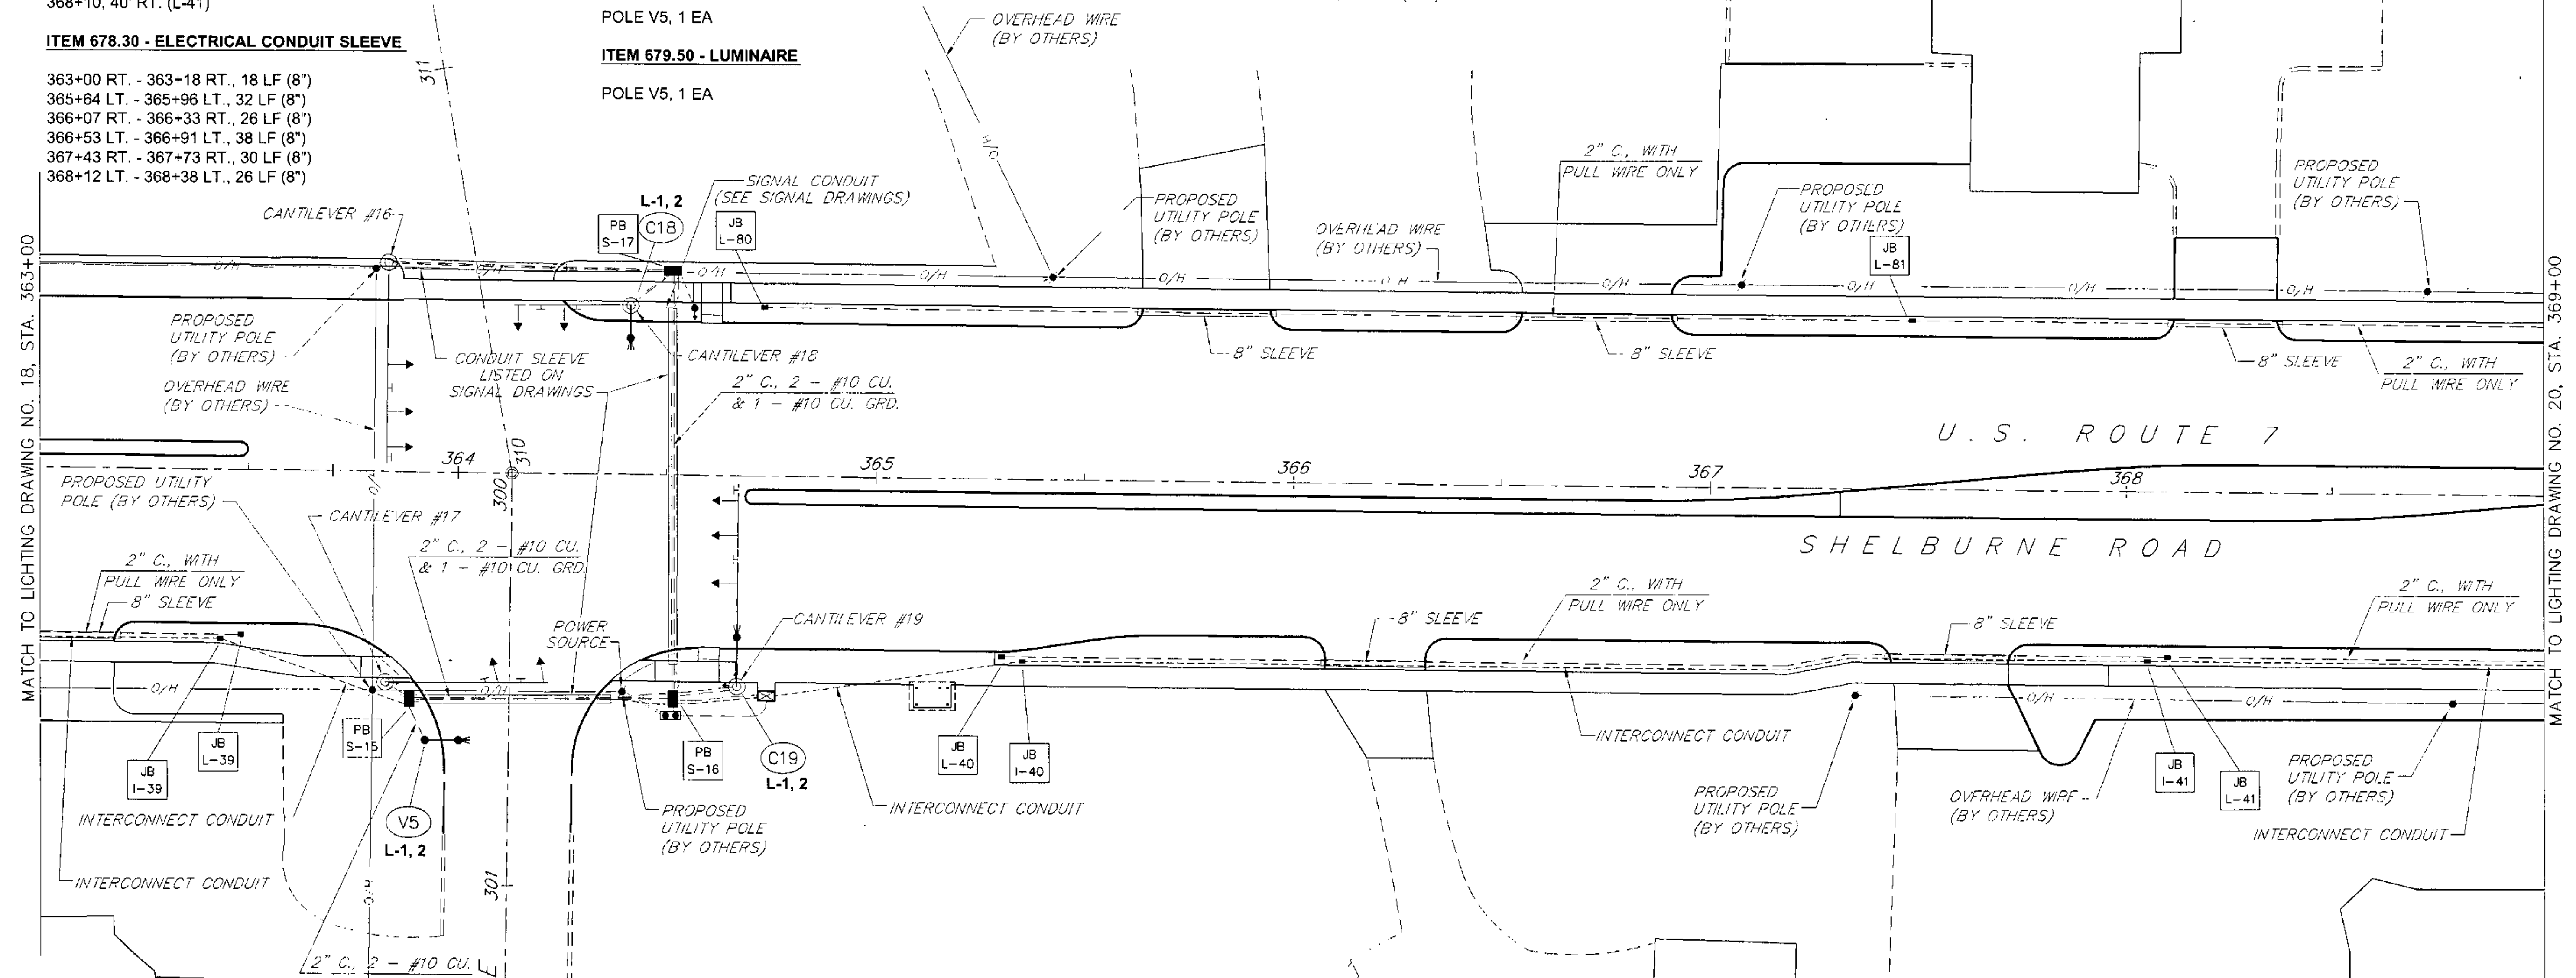 368+10, 40' RT. (L-41)
ITEM 678.30 - ELECTRICAL CONDUIT SLEEVE
363+00 RT. - 363+18 RT., 18 LF (8")
365+64 LT. - 365+96 LT., 32 LF (8")
366+07 RT. - 366+33 RT., 26 LF (8")
366+53 LT. - 366+91 LT., 38 LF (8")
367+43 RT. - 367+73 RT., 30 LF (8")
368+12 LT. - 368+38 LT., 26 LF (8")
POLE V5, 1 EA
ITEM 679.50 - LUMINAIRE
POLE V5, 1 EA
311
OVERHEAD WIRE
(BY OTHERS)
O/H
CANTILEVER #16
L-1, 2
PB
S-17
C18
JB
L-80
SIGNAL CONDUIT
(SEE SIGNAL DRAWINGS)
PROPOSED
UTILITY POLE
(BY OTHERS)
OVERHEAD WIRE
(BY OTHERS)
2" C., WITH
PULL WIRE ONLY
PROPOSED
UTILITY POLE
(BY OTHERS)
JB
L-81
PROPOSED
UTILITY POLE
(BY OTHERS)
O/H
O/H
O/H
O/H
O/H
O/H
O/H
O/H
O/H
O/H
MATCH TO LIGHTING DRAWING NO. 18, STA. 363+00
PROPOSED
UTILITY POLE
(BY OTHERS)
OVERHEAD WIRE
(BY OTHERS)
CONDUIT SLEEVE
LISTED ON
SIGNAL DRAWINGS
CANTILEVER #18
2" C., 2 - #10 CU.
& 1 - #10 CU. GRD.
8" SLEEVE
8" SLEEVE
8" SLEEVE
2" C., WITH
PULL WIRE ONLY
U.S. ROUTE 7
364
310
300
365
366
367
368
SHELBURNE ROAD
MATCH TO LIGHTING DRAWING NO. 20, STA. 369+00
PROPOSED UTILITY
POLE (BY OTHERS)
O/H
CANTILEVER #17
2" C., WITH
PULL WIRE ONLY
8" SLEEVE
2" C., 2 - #10 CU.
& 1 - #10 CU. GRD.
POWER
SOURCE
CANTILEVER #19
8" SLEEVE
2" C., WITH
PULL WIRE ONLY
8" SLEEVE
2" C., WITH
PULL WIRE ONLY
O/H
O/H
O/H
O/H
JB
I-39
JB
L-39
PB
S-15
V5
L-1, 2
PB
S-16
C19
L-1, 2
JB
L-40
JB
I-40
INTERCONNECT CONDUIT
JB
I-41
JB
L-41
PROPOSED
UTILITY POLE
(BY OTHERS)
INTERCONNECT CONDUIT
INTERCONNECT CONDUIT
PROPOSED
UTILITY POLE
(BY OTHERS)
INTERCONNECT CONDUIT
PROPOSED
UTILITY POLE
(BY OTHERS)
OVERHEAD WIRE
(BY OTHERS)
INTERCONNECT CONDUIT
301
O/H
2" C., 2 - #10 CU.
E